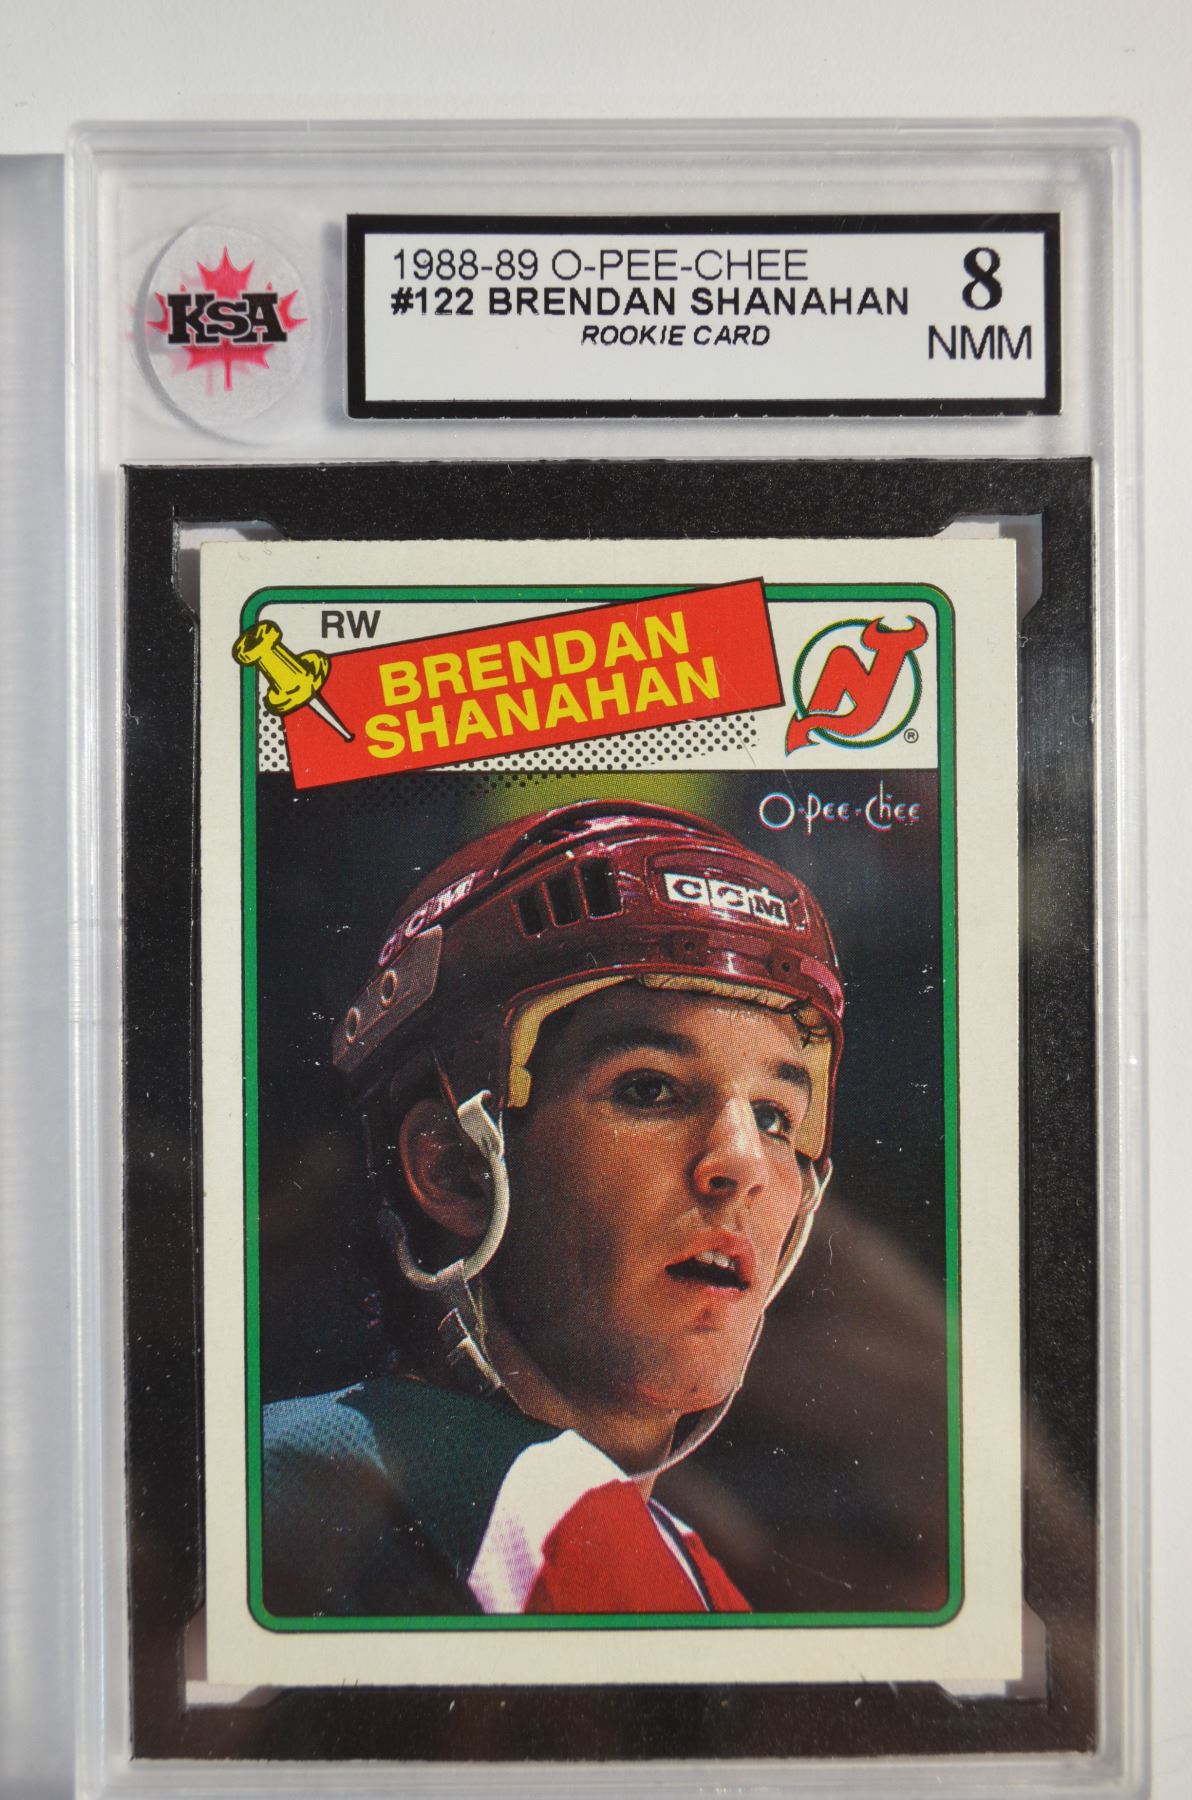 KSA
1988-89 O-PEE-CHEE
#122 BRENDAN SHANAHAN
ROOKIE CARD
8
NMM
RW
BRENDAN
SHANAHAN
NJ
®
O-Pee-Chee
CCM
CCM